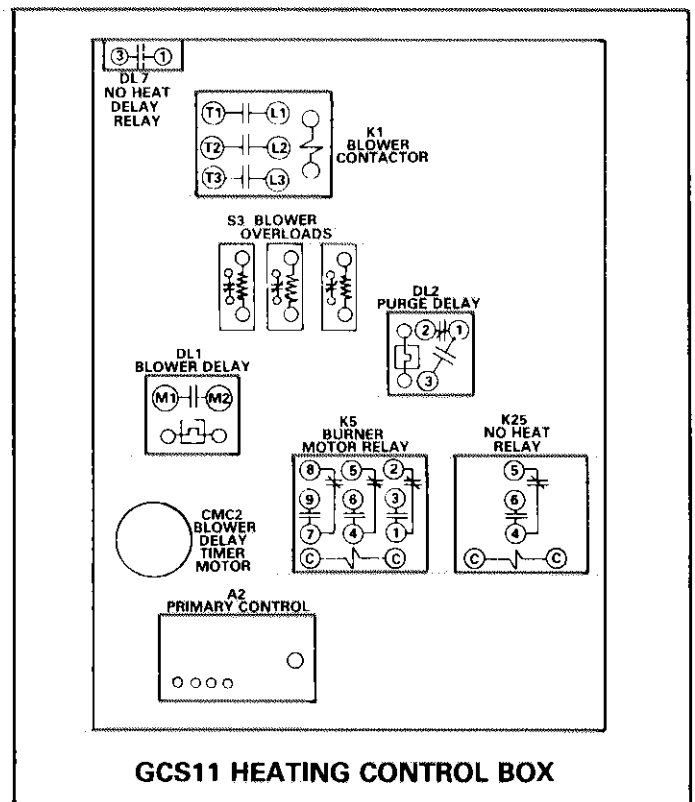 3 1
DL7
NO HEAT
DELAY
RELAY
T1 L1
T2 L2
T3 L3
K1
BLOWER
CONTACTOR
S3 BLOWER
OVERLOADS
DL2
PURGE DELAY
2 1
3
DL1
BLOWER DELAY
M1 M2
K5
BURNER
MOTOR RELAY
8 5 2
9 6 3
7 4 1
C C
K25
NO HEAT
RELAY
5
6
4
C C
CMC2
BLOWER
DELAY
TIMER
MOTOR
A2
PRIMARY CONTROL
GCS11 HEATING CONTROL BOX